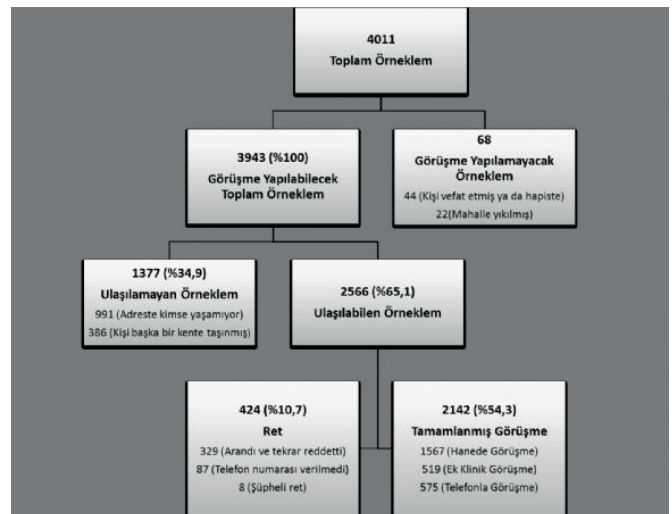 4011
Toplam Örneklem
3943 (%100)
Görüşme Yapılabilecek
Toplam Örneklem
68
Görüşme Yapılamayacak
Örneklem
44 (Kişi vefat etmiş ya da hapiste)
22(Mahalle yıkılmış)
1377 (%34,9)
Ulaşılamayan Örneklem
991 (Adreste kimse yaşamıyor)
386 (Kişi başka bir kente taşınmış)
2566 (%65,1)
Ulaşılabilen Örneklem
424 (%10,7)
Ret
329 (Arandı ve tekrar reddetti)
87 (Telefon numarası verilmedi)
8 (Şüpheli ret)
2142 (%54,3)
Tamamlanmış Görüşme
1567 (Hanede Görüşme)
519 (Ek Klinik Görüşme)
575 (Telefonla Görüşme)